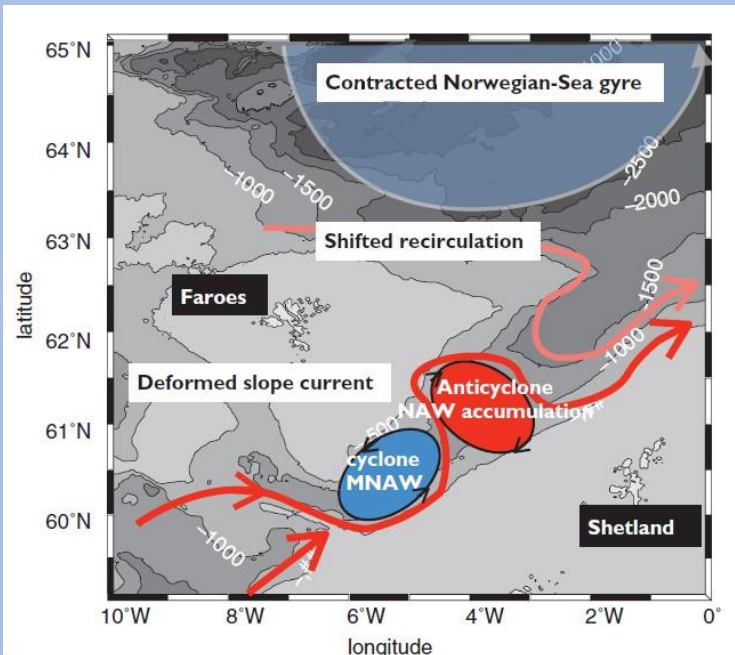 65°N
64°N
63°N
62°N
61°N
60°N
latitude
Contracted Norwegian-Sea gyre
-1000
-1500
-2500
-2000
Shifted recirculation
Faroes
-1500
-1000
Deformed slope current
Anticyclone
NAW accumulation
-500
cyclone
MNAW
Shetland
-1000
10°W
8°W
6°W
4°W
2°W
0°
longitude